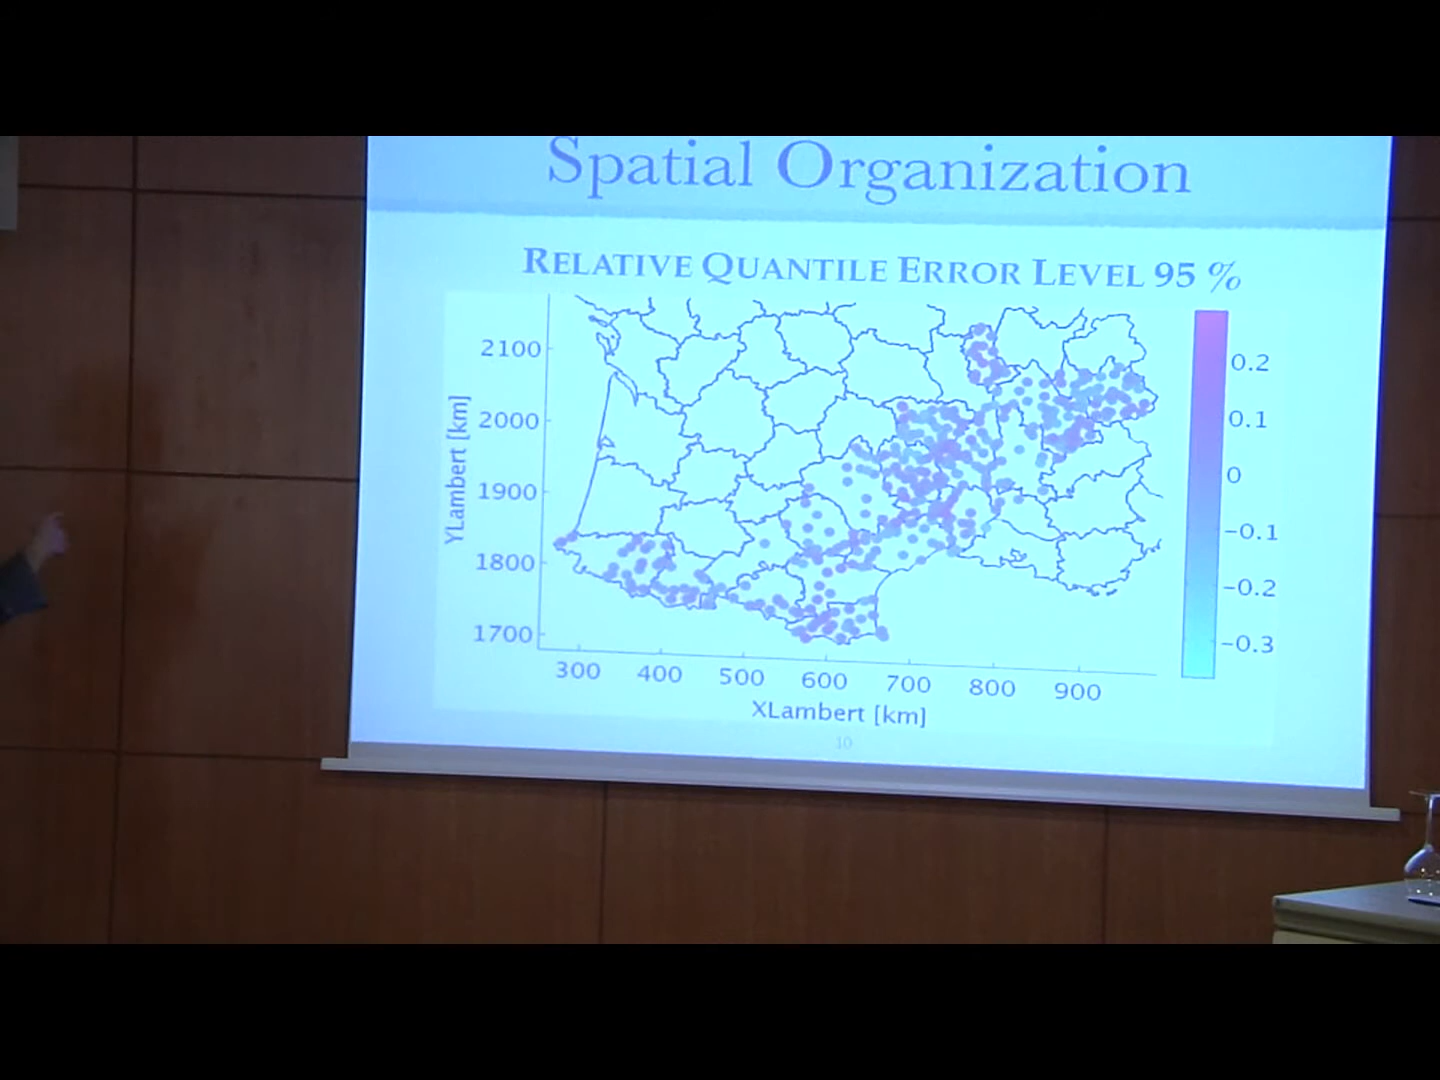 Spatial Organization
RELATIVE QUANTILE ERROR LEVEL 95 %
2100
2000
1900
1800
1700
YLambert [km]
300 400 500 600 700 800 900
XLambert [km]
0.2
0.1
0
-0.1
-0.2
-0.3
10